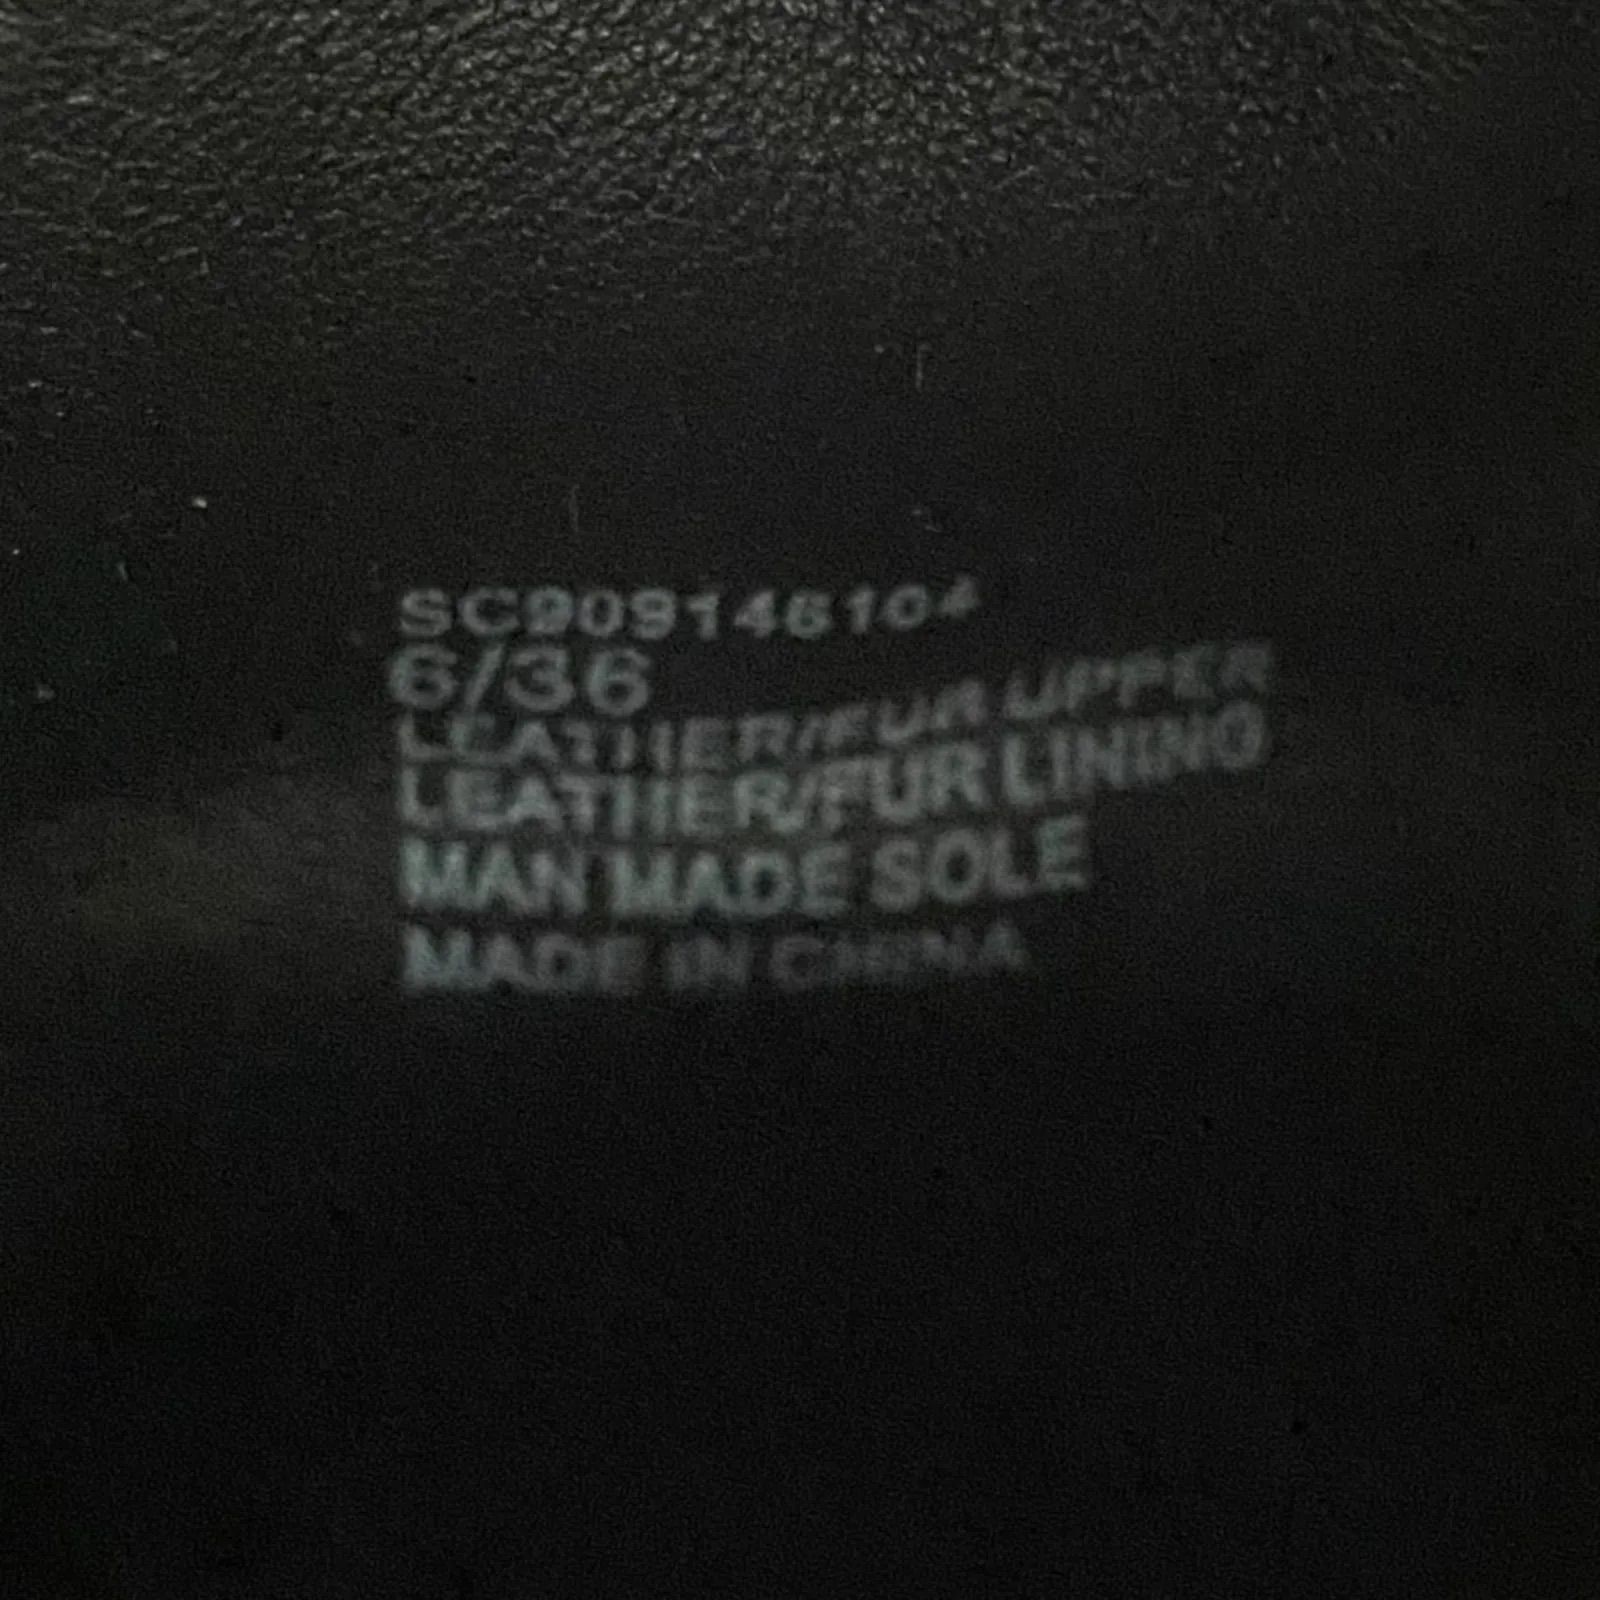 SC909146104
6/36
LEATHER/FUR UPPER
LEATHER/FUR LINING
MAN MADE SOLE
MADE IN CHINA